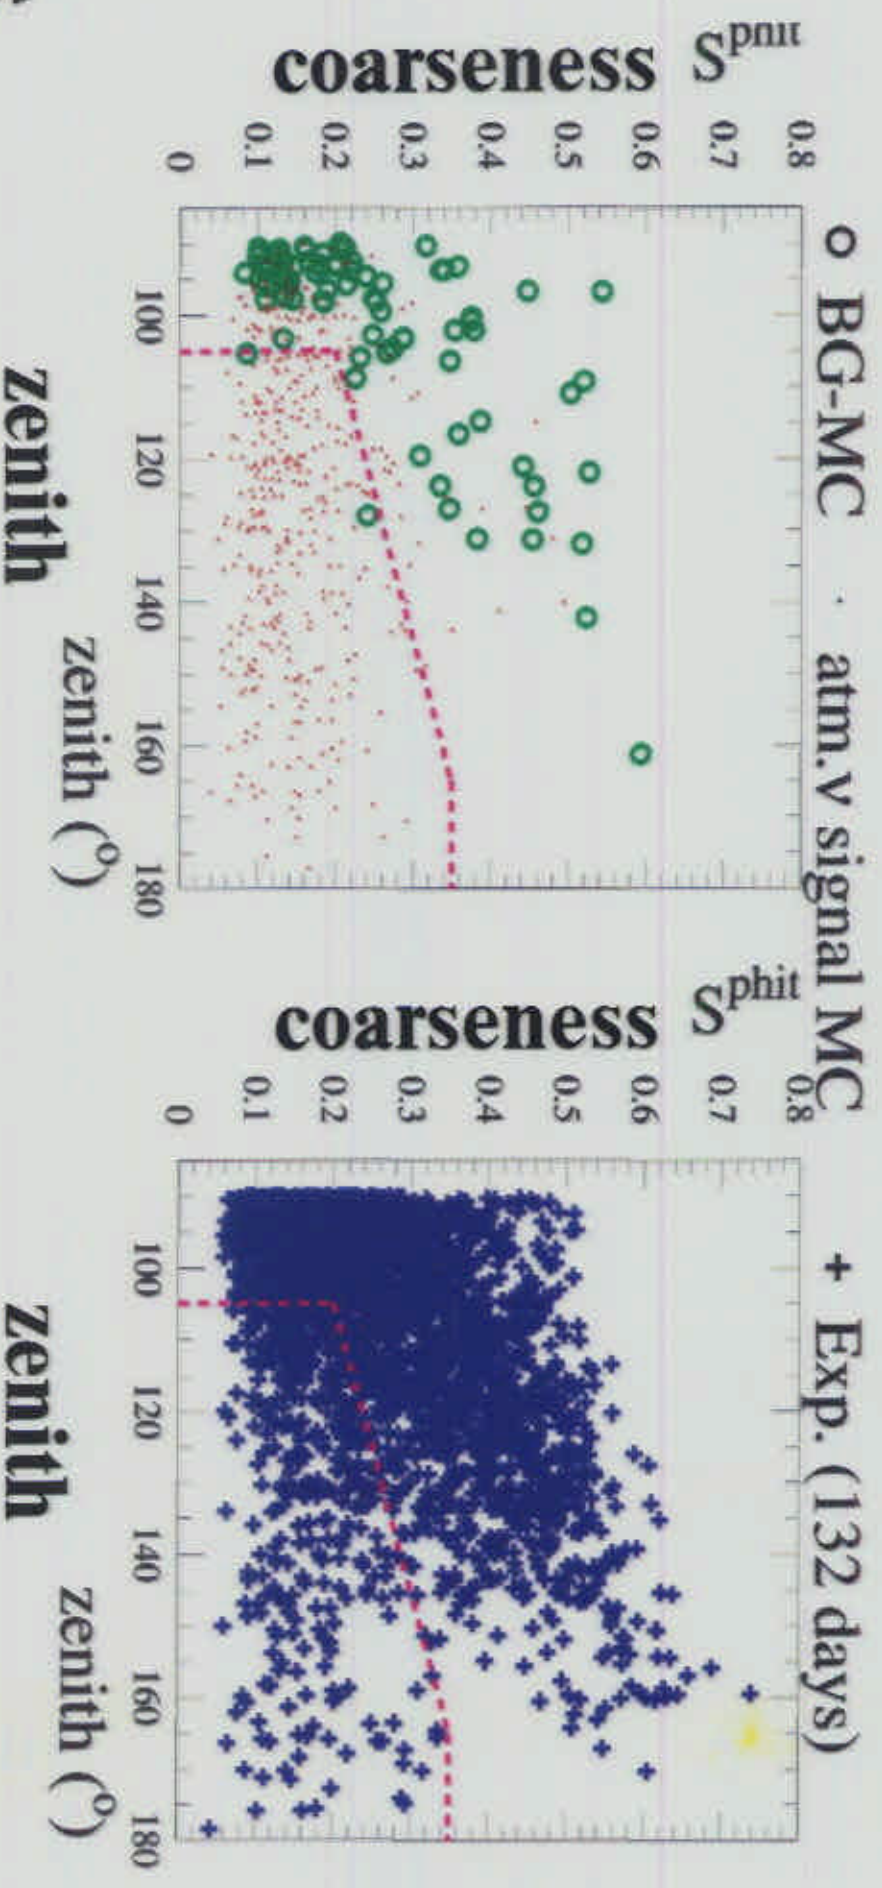 o BG-MC · atm.ν signal MC + Exp. (132 days)
coarseness S^phit
0.8
0.7
0.6
0.5
0.4
0.3
0.2
0.1
0
100 120 140 160 180
zenith (°)
zenith
coarseness S^phit
0.8
0.7
0.6
0.5
0.4
0.3
0.2
0.1
0
100 120 140 160 180
zenith (°)
zenith